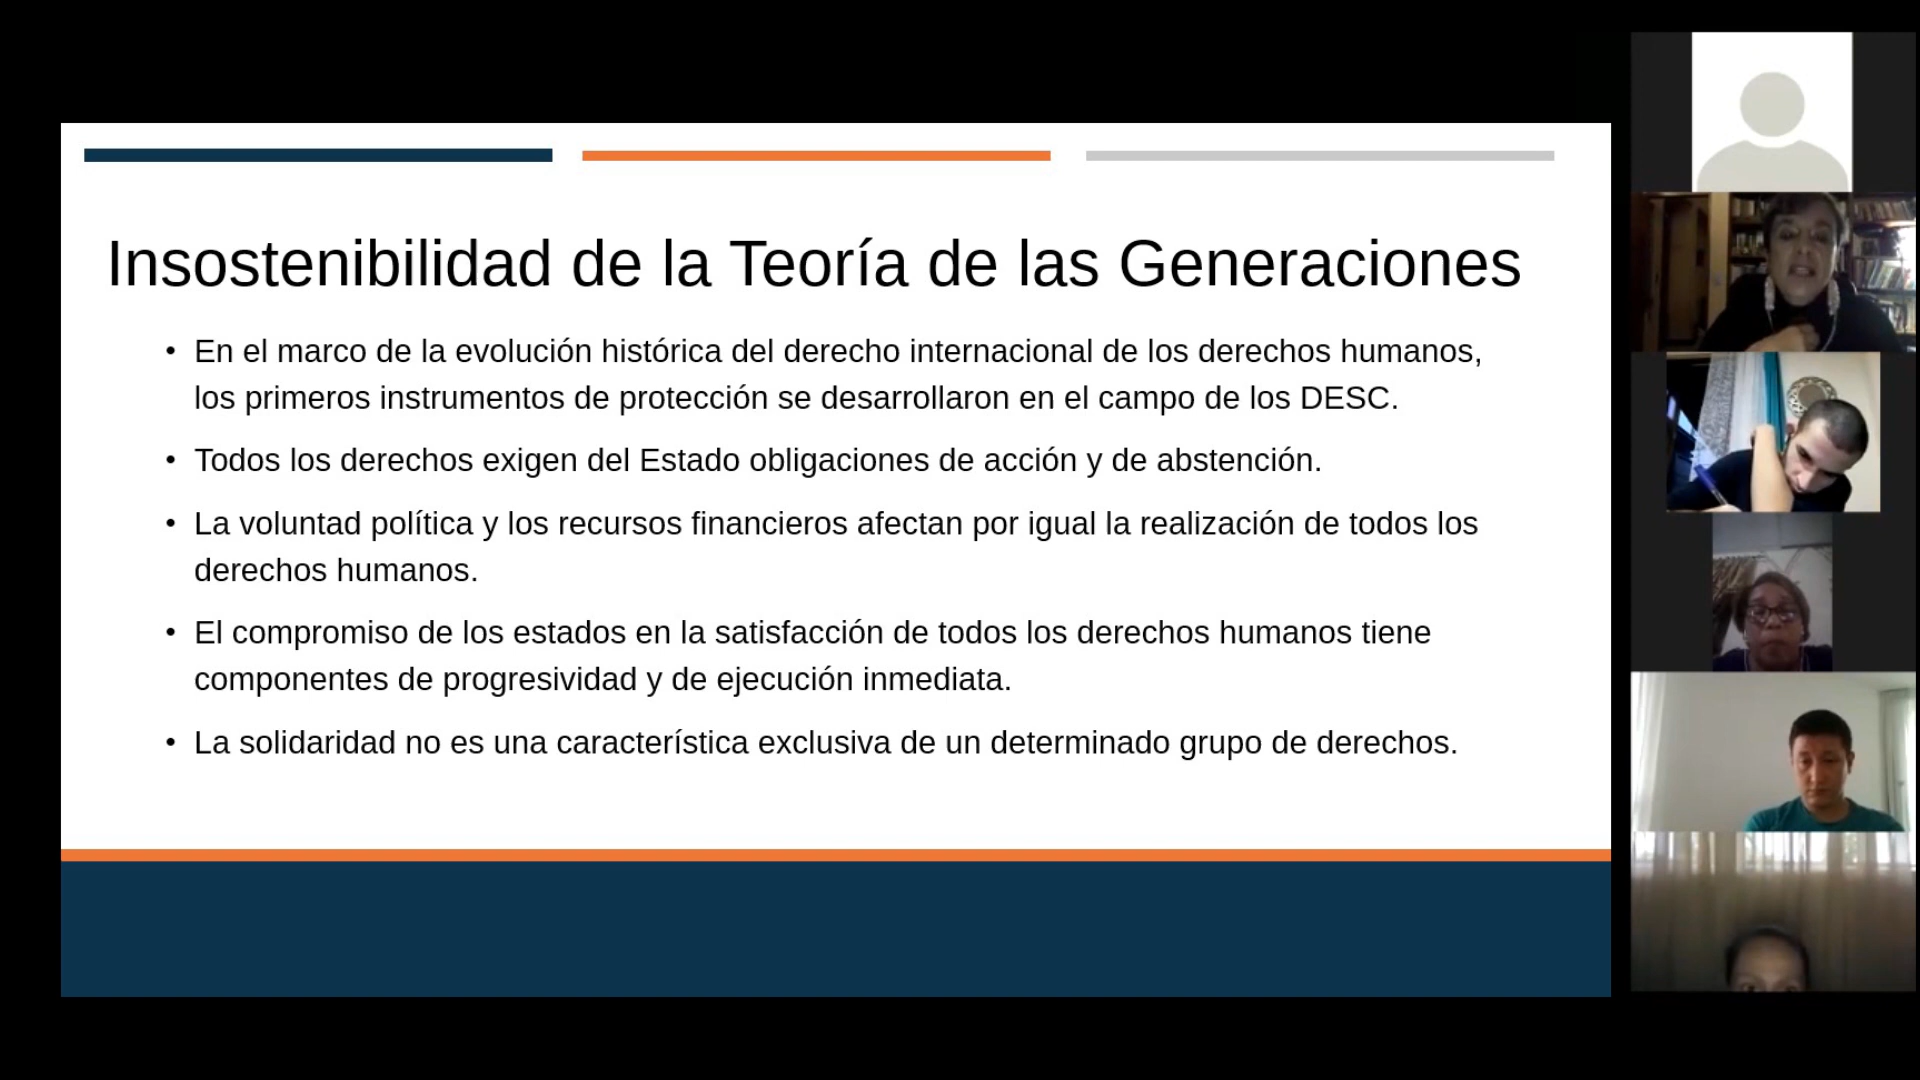 Insostenibilidad de la Teoría de las Generaciones
• En el marco de la evolución histórica del derecho internacional de los derechos humanos,
los primeros instrumentos de protección se desarrollaron en el campo de los DESC.
• Todos los derechos exigen del Estado obligaciones de acción y de abstención.
• La voluntad política y los recursos financieros afectan por igual la realización de todos los
derechos humanos.
• El compromiso de los estados en la satisfacción de todos los derechos humanos tiene
componentes de progresividad y de ejecución inmediata.
• La solidaridad no es una característica exclusiva de un determinado grupo de derechos.